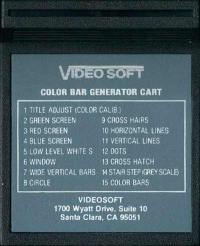 VIDEO SOFT
COLOR BAR GENERATOR CART
1 TITLE ADJUST (COLOR CALIB.)
2 GREEN SCREEN 9 CROSS HAIRS
3 RED SCREEN 10 HORIZONTAL LINES
4 BLUE SCREEN 11 VERTICAL LINES
5 LOW LEVEL WHITE S 12 DOTS
6 WINDOW 13 CROSS HATCH
7 WIDE VERTICAL BARS 14 STAIR STEP (GREY SCALE)
8 CIRCLE 15 COLOR BARS
VIDEOSOFT
1700 Wyatt Drive, Suite 10
Santa Clara, CA 95051